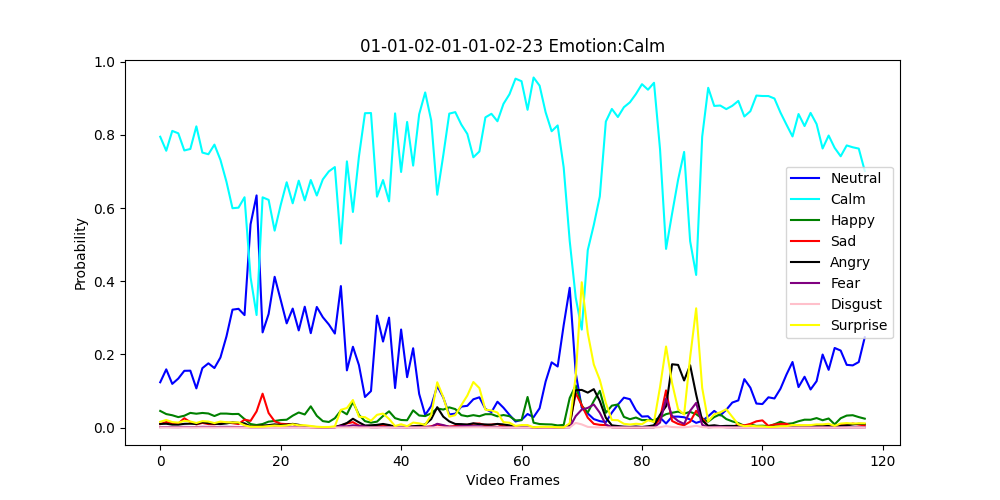 01-01-02-01-01-02-23 Emotion:Calm
Probability
1.0
0.8
0.6
0.4
0.2
0.0
0
20
40
60
80
100
120
Video Frames
Neutral
Calm
Happy
Sad
Angry
Fear
Disgust
Surprise